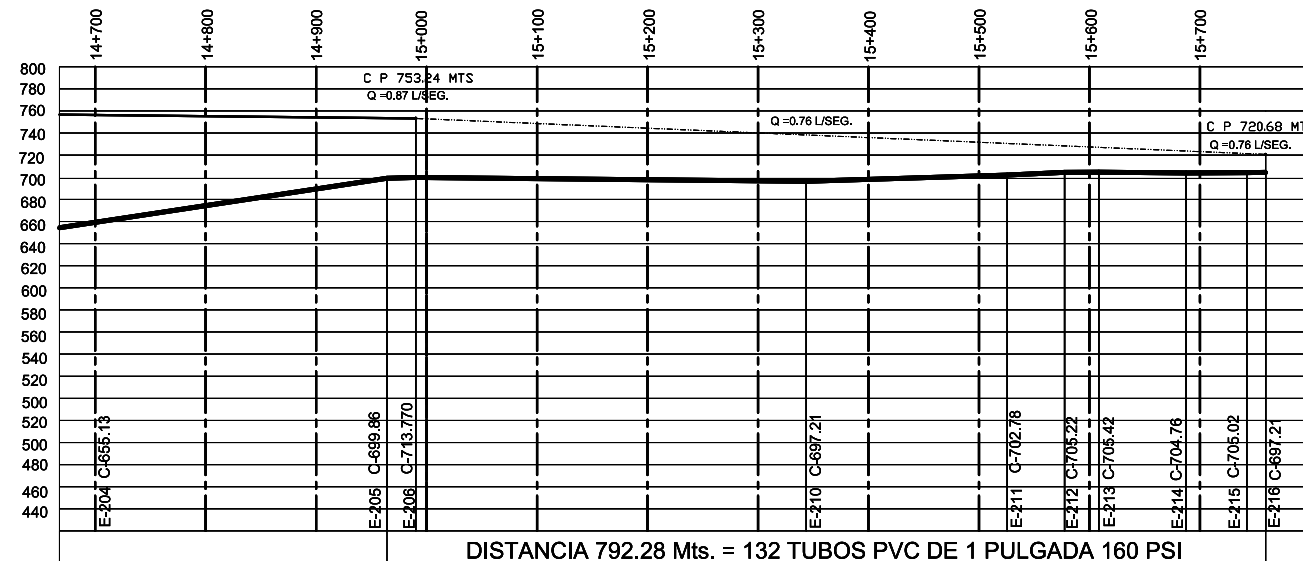 14+700
14+800
14+900
15+000
15+100
15+200
15+300
15+400
15+500
15+600
15+700
800
780
760
740
720
700
680
660
640
620
600
580
560
540
520
500
520
500
480
460
440
C P 753.24 MTS
Q =0.87 L/SEG.
Q =0.76 L/SEG.
C P 720.68 MT
Q =0.76 L/SEG.
E-204 C-655.13
E-205 C-699.86
E-206 C-713.770
E-210 C-697.21
E-211 C-702.78
E-212 C-705.22
E-213 C-705.42
E-214 C-704.76
E-215 C-705.02
E-216 C-697.21
DISTANCIA 792.28 Mts. = 132 TUBOS PVC DE 1 PULGADA 160 PSI